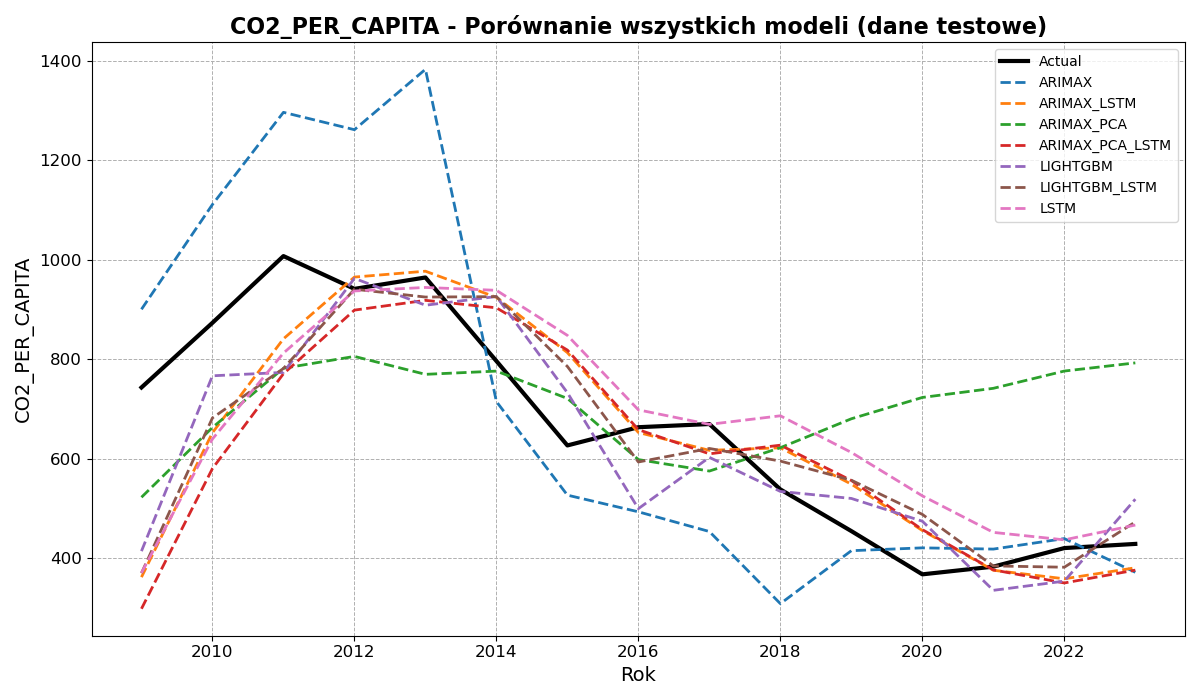 CO2_PER_CAPITA - Porównanie wszystkich modeli (dane testowe)
1400
1200
1000
800
600
400
CO2_PER_CAPITA
Actual
ARIMAX
ARIMAX_LSTM
ARIMAX_PCA
ARIMAX_PCA_LSTM
LIGHTGBM
LIGHTGBM_LSTM
LSTM
2010 2012 2014 2016 2018 2020 2022
Rok